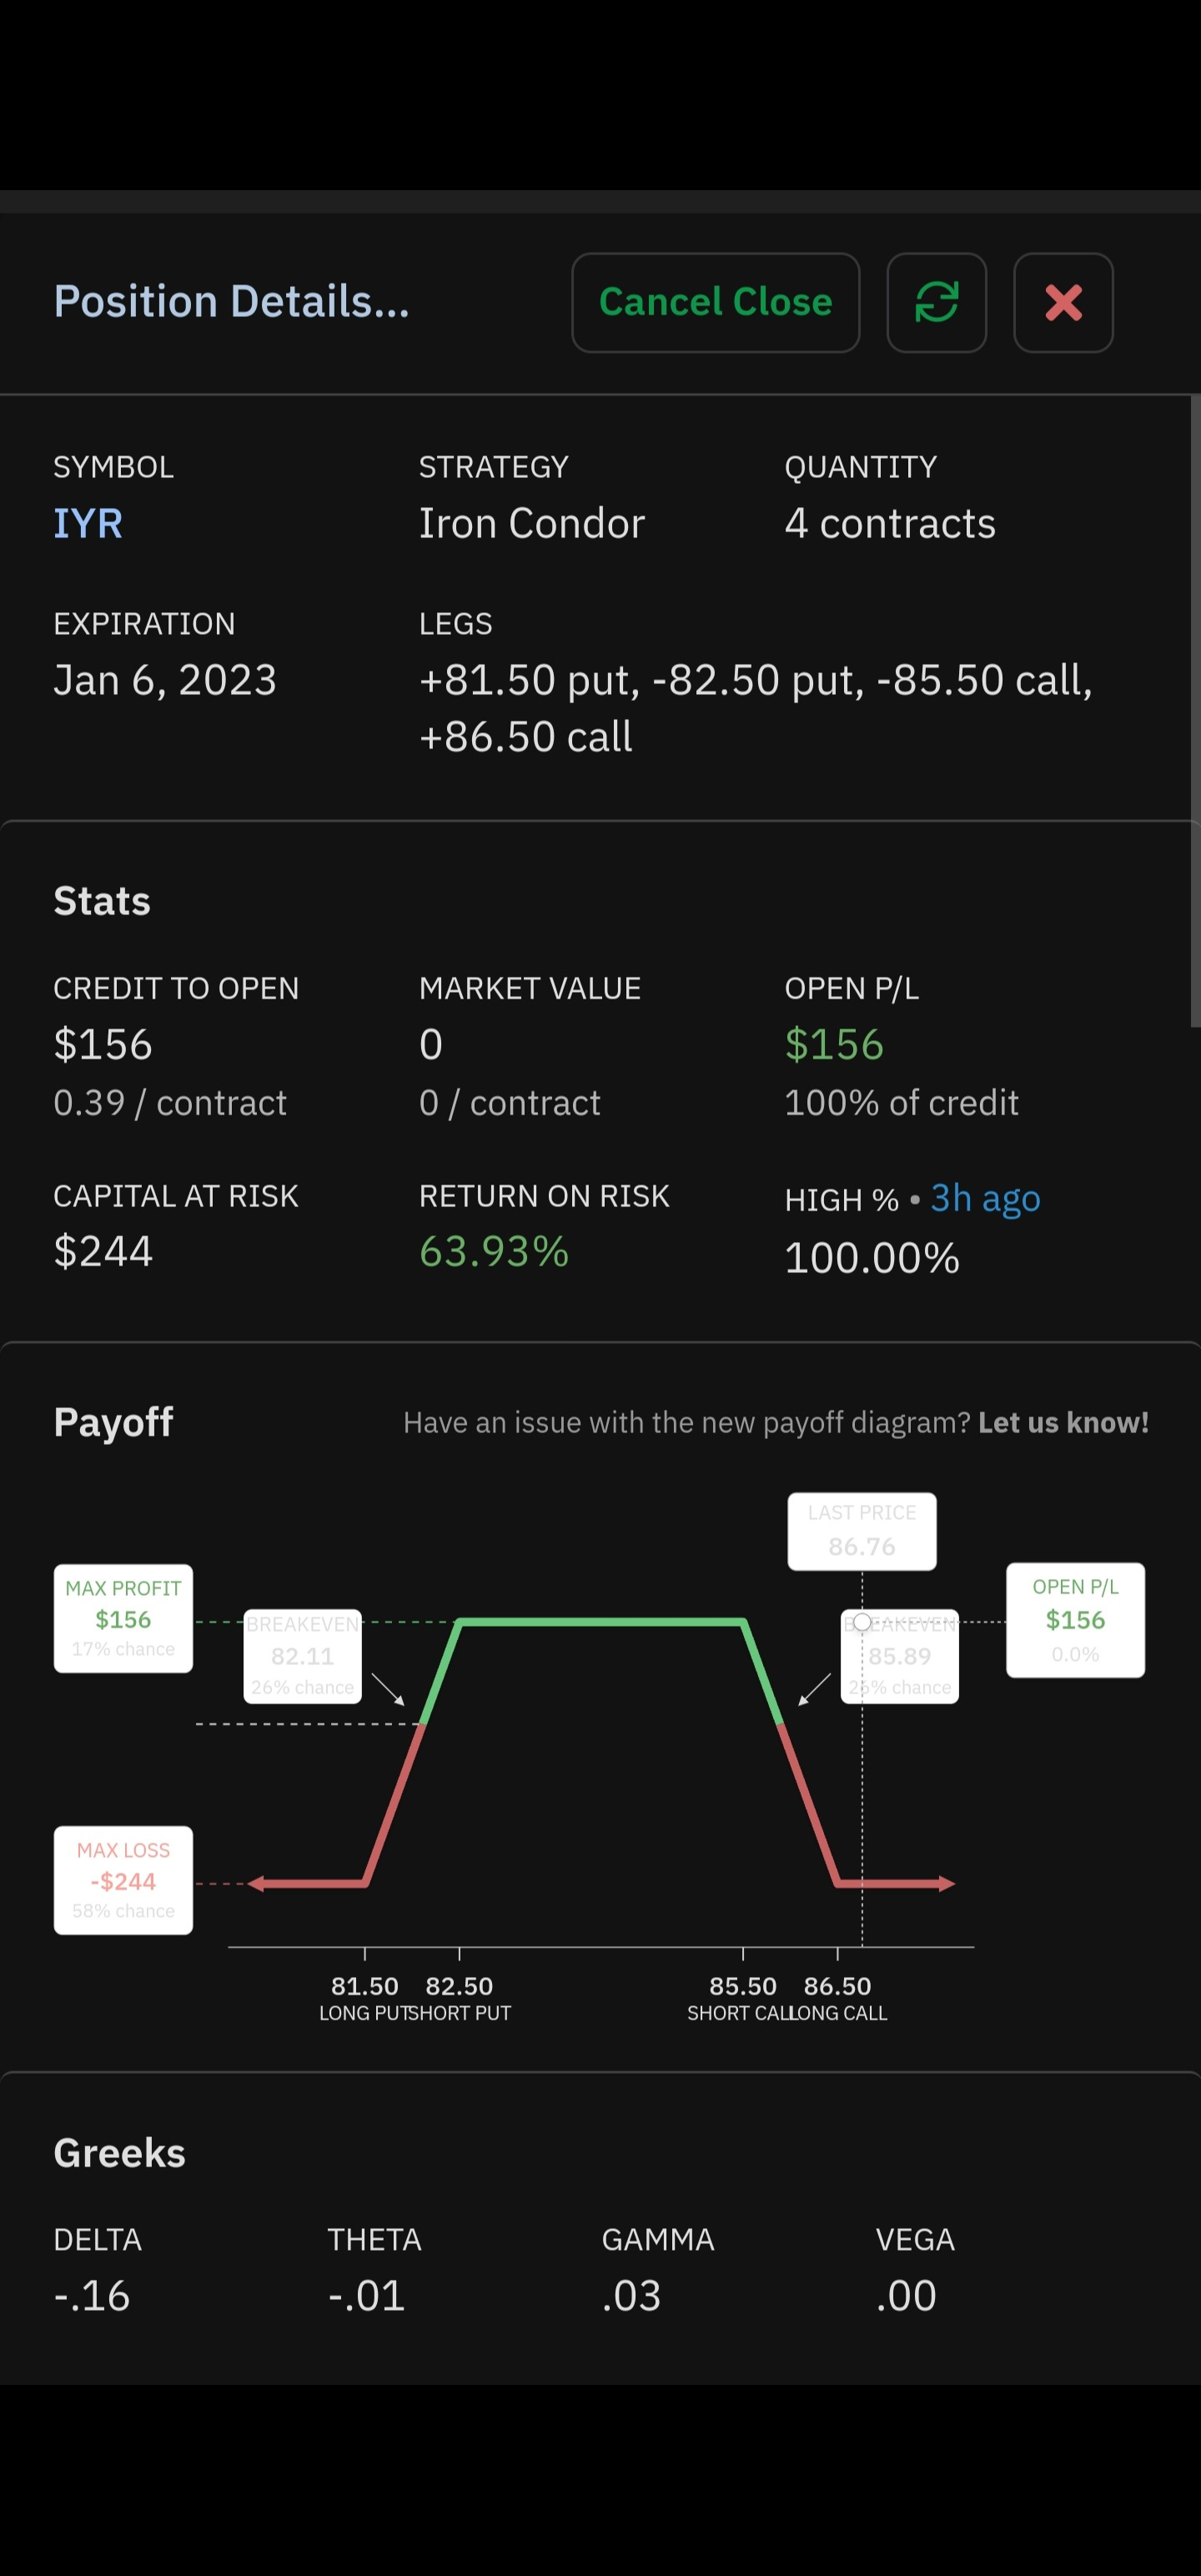 Position Details...
Cancel Close
SYMBOL
STRATEGY
QUANTITY
IYR
Iron Condor
4 contracts
EXPIRATION
LEGS
Jan 6, 2023
+81.50 put, -82.50 put, -85.50 call,
+86.50 call
Stats
CREDIT TO OPEN
MARKET VALUE
OPEN P/L
$156
0
$156
0.39 / contract
0 / contract
100% of credit
CAPITAL AT RISK
RETURN ON RISK
HIGH % • 3h ago
$244
63.93%
100.00%
Payoff
Have an issue with the new payoff diagram? Let us know!
LAST PRICE
86.76
MAX PROFIT
$156
17% chance
BREAKEVEN
82.11
26% chance
BREAKEVEN
85.89
26% chance
OPEN P/L
$156
0.0%
MAX LOSS
-$244
58% chance
81.50
82.50
85.50
86.50
LONG PUT
SHORT PUT
SHORT CALL
LONG CALL
Greeks
DELTA
THETA
GAMMA
VEGA
-.16
-.01
.03
.00